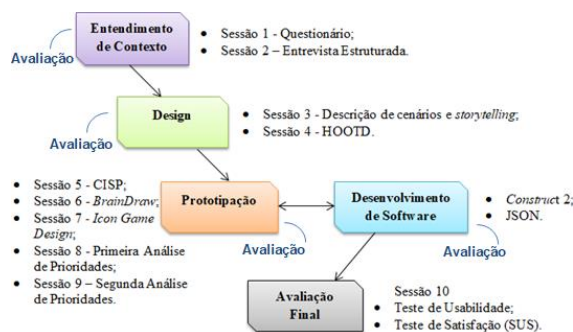 Entendimento
de Contexto
Avaliação
• Sessão 1 - Questionário;
• Sessão 2 – Entrevista Estruturada.
Design
Avaliação
• Sessão 3 - Descrição de cenários e storytelling;
• Sessão 4 - HOOTD.
• Sessão 5 - CISP;
• Sessão 6 - BrainDraw;
• Sessão 7 - Icon Game
Design;
• Sessão 8 - Primeira Análise
de Prioridades;
• Sessão 9 – Segunda Análise
de Prioridades.
Prototipação
Avaliação
Desenvolvimento
de Software
Avaliação
• Construct 2;
• JSON.
Avaliação
Final
Sessão 10
• Teste de Usabilidade;
• Teste de Satisfação (SUS).